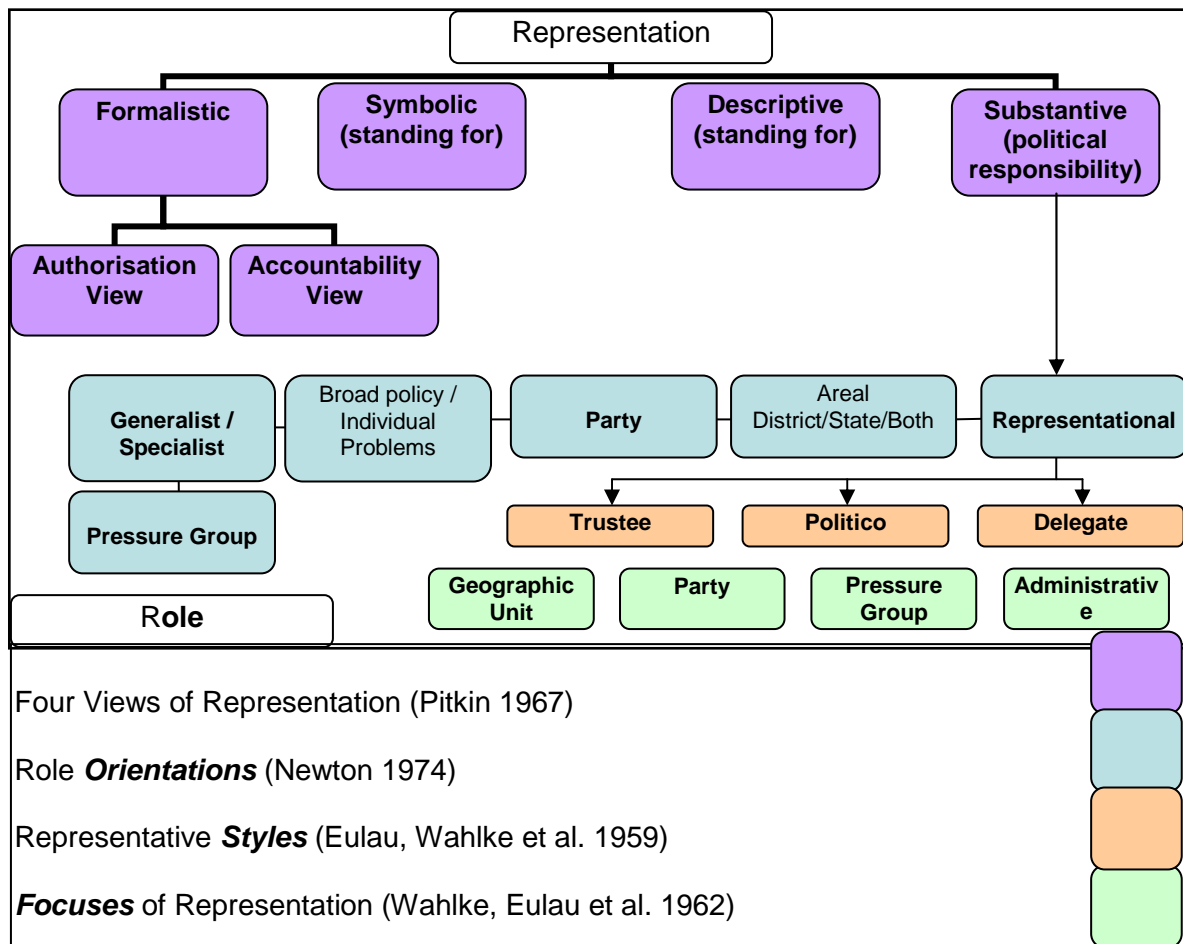 Representation
Formalistic
Symbolic
(standing for)
Descriptive
(standing for)
Substantive
(political
responsibility)
Authorisation
View
Accountability
View
Generalist /
Specialist
Broad policy /
Individual
Problems
Party
Areal
District/State/Both
Representational
Pressure Group
Trustee
Politico
Delegate
Geographic
Unit
Party
Pressure
Group
Administrativ
e
Role
Four Views of Representation (Pitkin 1967)
Role Orientations (Newton 1974)
Representative Styles (Eulau, Wahlke et al. 1959)
Focuses of Representation (Wahlke, Eulau et al. 1962)